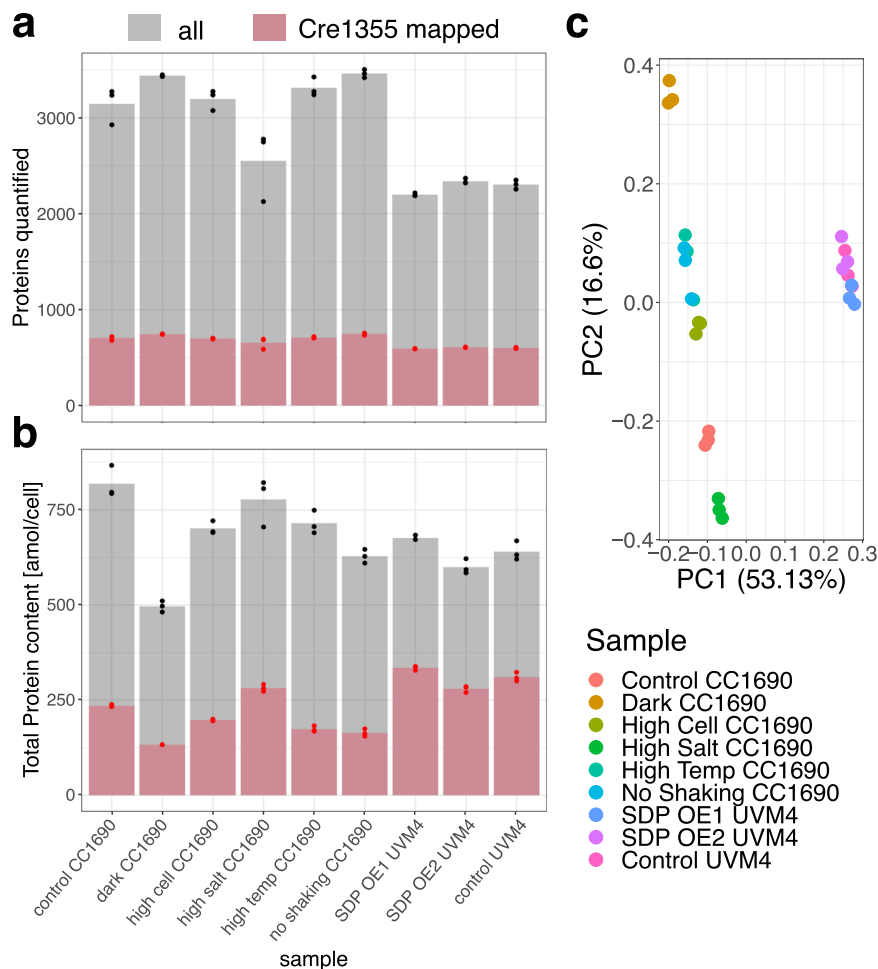 a
all
Cre1355 mapped
Proteins quantified
3000
2000
1000
0
b
Total Protein content [amol/cell]
750
500
250
0
control CC1690
dark CC1690
high cell CC1690
high salt CC1690
high temp CC1690
no shaking CC1690
SDP OE1 UVM4
SDP OE2 UVM4
control UVM4
sample
c
PC2 (16.6%)
0.4
0.2
0.0
−0.2
−0.4
−0.2 −0.1 0.0 0.1 0.2 0.3
PC1 (53.13%)
Sample
Control CC1690
Dark CC1690
High Cell CC1690
High Salt CC1690
High Temp CC1690
No Shaking CC1690
SDP OE1 UVM4
SDP OE2 UVM4
Control UVM4